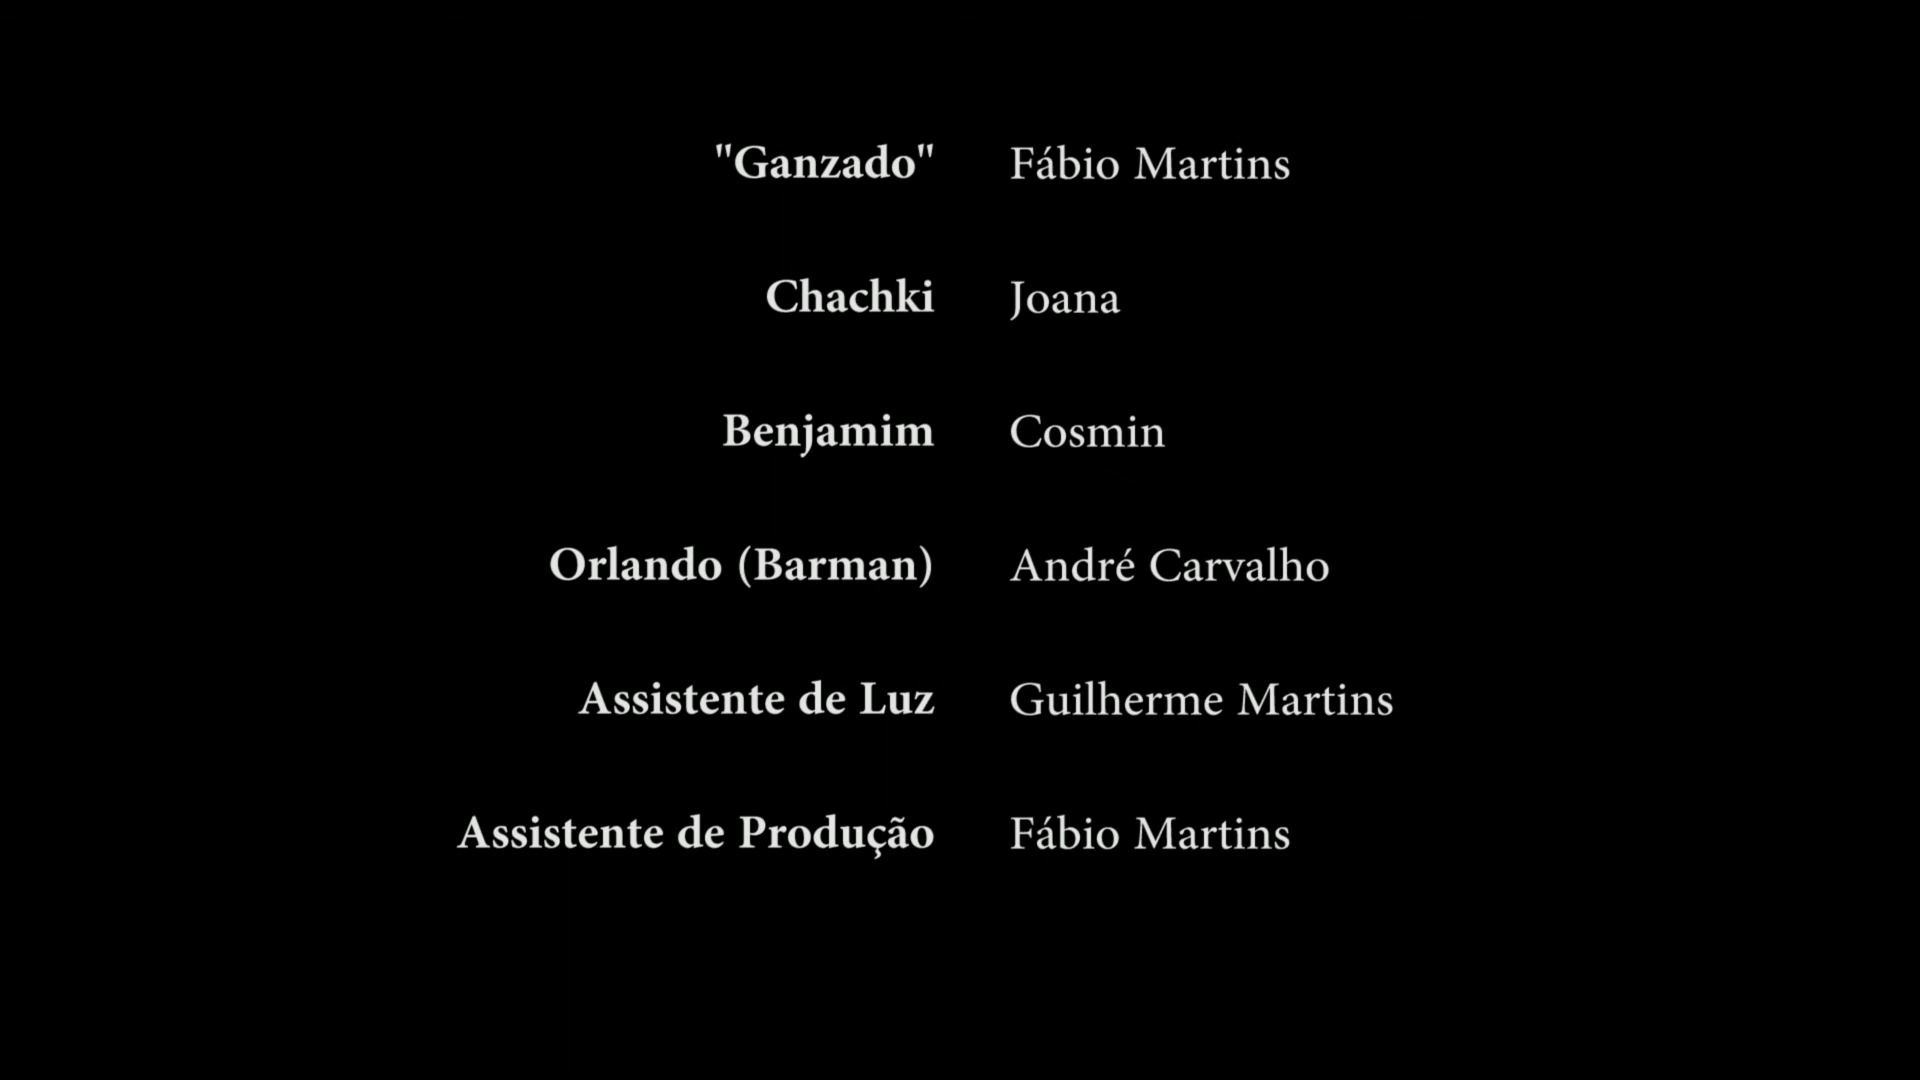 "Ganzado" Fábio Martins
Chachki Joana
Benjamim Cosmin
Orlando (Barman) André Carvalho
Assistente de Luz Guilherme Martins
Assistente de Produção Fábio Martins